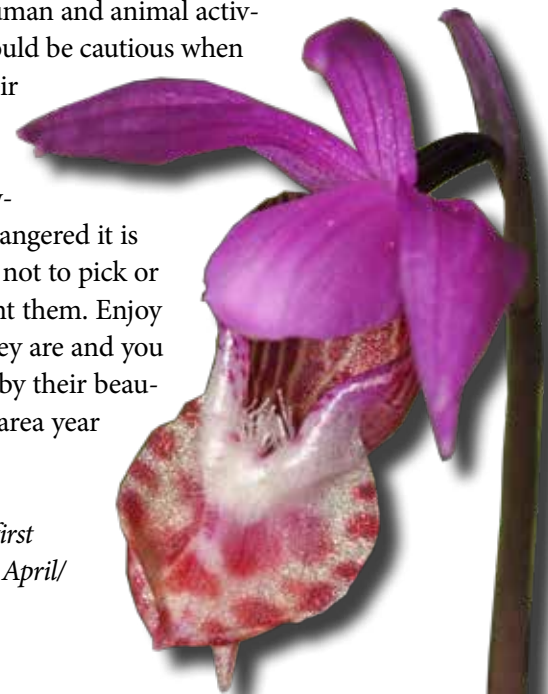 uman and animal activ-
ould be cautious when
ir
-
angered it is
not to pick or
nt them. Enjoy
ey are and you
by their beau-
area year
irst
April/